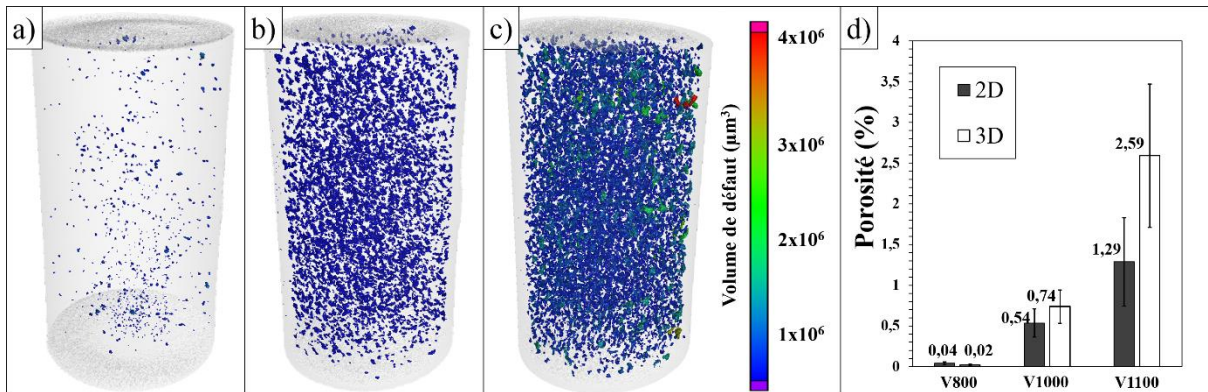 a)
b)
c)
d)
Volume de défaut (µm³)
4x10⁶
3x10⁶
2x10⁶
1x10⁶
Porosité (%)
4
3,5
3
2,5
2
1,5
1
0,5
0
2D
3D
0,04
0,02
0,54
0,74
1,29
2,59
V800
V1000
V1100